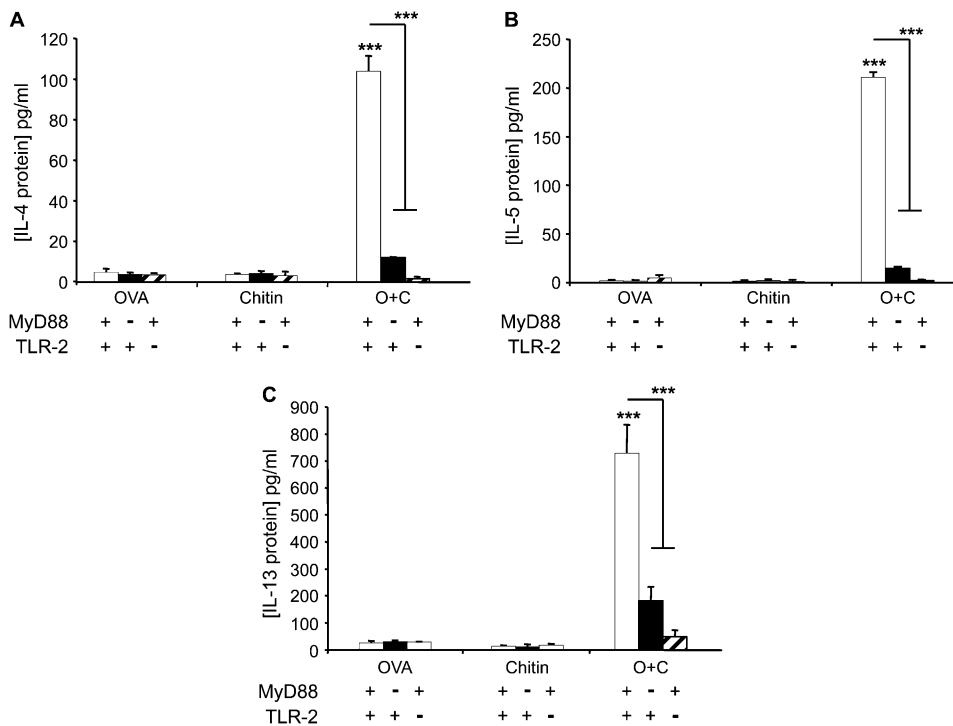 A
[IL-4 protein] pg/ml
120
100
80
60
40
20
0
***
***
OVA Chitin O+C
MyD88 + - + + - + + - +
TLR-2 + + - + + - + + -
B
[IL-5 protein] pg/ml
250
200
150
100
50
0
***
***
OVA Chitin O+C
MyD88 + - + + - + + - +
TLR-2 + + - + + - + + -
C
[IL-13 protein] pg/ml
900
800
700
600
500
400
300
200
100
0
***
***
OVA Chitin O+C
MyD88 + - + + - + + - +
TLR-2 + + - + + - + + -